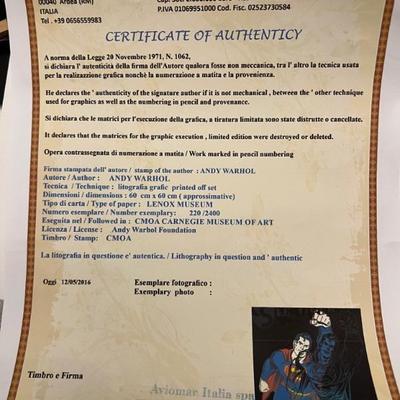 00040 Ardea (RM)
ITALIA
Tel . +39 0656559983
P.IVA 01069951000 Cod. Fisc. 02523730584
CERTIFICATE OF AUTHENTICITY
A norma della Legge 20 Novembre 1971, N. 1062,
si dichiara l' autenticità della firma dell'Autore qualora fosse non meccanica, tra l' altro la tecnica usata
per la realizzazione grafica nonchè la numerazione a matita e la provenienza.
He declares the ' authenticity of the signature author if it is not mechanical , between the ' other technique
used for graphics as well as the numbering in pencil and provenance.
Si dichiara che le matrici per l'esecuzione della grafica, a tiratura limitata sono state distrutte o cancellate.
It declares that the matrices for the graphic execution , limited edition were destroyed or deleted.
Opera contrassegnata di numerazione a matita / Work marked in pencil numbering
Firma stampata dell' autore / stamp of the author : ANDY WARHOL
Autore / Author : ANDY WARHOL
Tecnica / Technique : litografia grafic printed off set
Dimensioni / dimensions : 60 cm x 60 cm ( approssimative)
Tipo di carta / Type of paper : LENOX MUSEUM
Numero esemplare / Number exemplary: 220 /2400
Eseguita nel / Followed in : CMOA CARNEGIE MUSEUM OF ART
Licenza / License : Andy Warbol Foundation
Timbro / Stamp: CMOA
La litografia in questione e' autentica. / Lithography in question and ' authentic
Oggi 12/05/2016
Esemplare fotografico :
Exemplary photo :
Timbro e Firma
Aviomar Italia spa